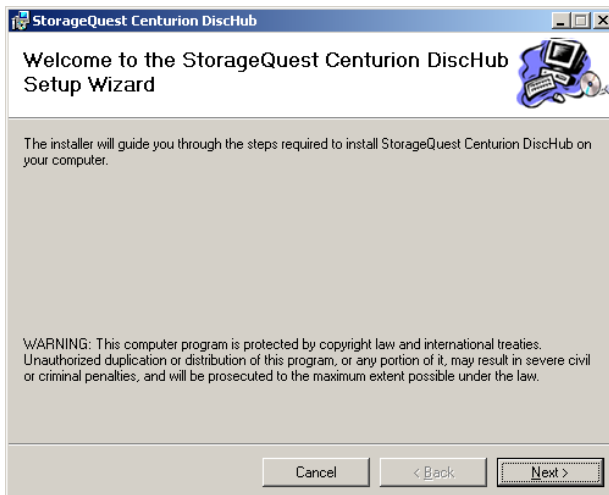 StorageQuest Centurion DiscHub
Welcome to the StorageQuest Centurion DiscHub
Setup Wizard
The installer will guide you through the steps required to install StorageQuest Centurion DiscHub on
your computer.
WARNING: This computer program is protected by copyright law and international treaties.
Unauthorized duplication or distribution of this program, or any portion of it, may result in severe civil
or criminal penalties, and will be prosecuted to the maximum extent possible under the law.
Cancel
< Back
Next >